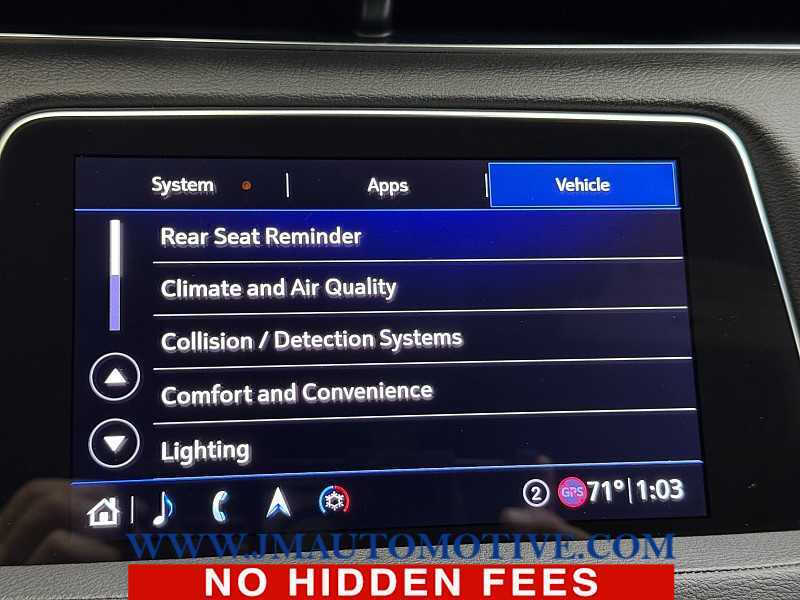 System Apps Vehicle
Rear Seat Reminder
Climate and Air Quality
Collision / Detection Systems
Comfort and Convenience
Lighting
2 GPS 71° 1:03
WWW.JMAUTOMOTIVE.COM
NO HIDDEN FEES